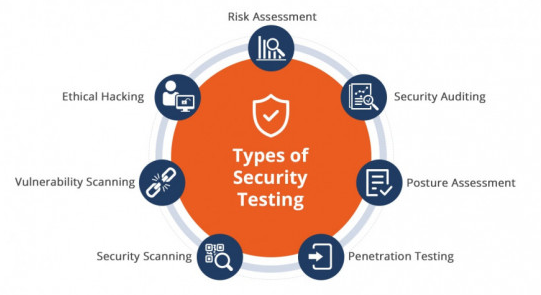 Risk Assessment
Ethical Hacking
Security Auditing
Types of
Security
Testing
Vulnerability Scanning
Posture Assessment
Security Scanning
Penetration Testing